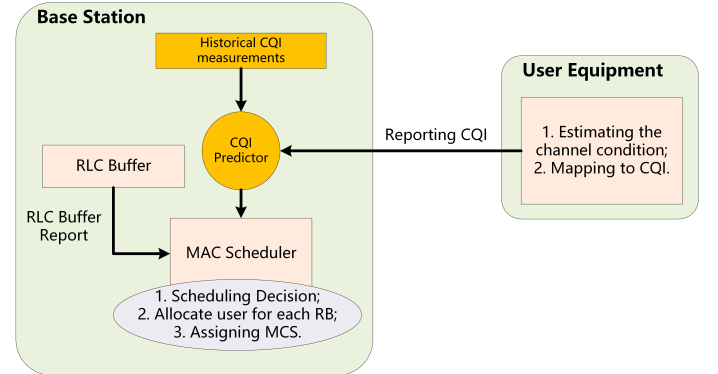 Base Station
Historical CQI
measurements
CQI
Predictor
RLC Buffer
RLC Buffer
Report
MAC Scheduler
1. Scheduling Decision;
2. Allocate user for each RB;
3. Assigning MCS.
Reporting CQI
User Equipment
1. Estimating the
channel condition;
2. Mapping to CQI.